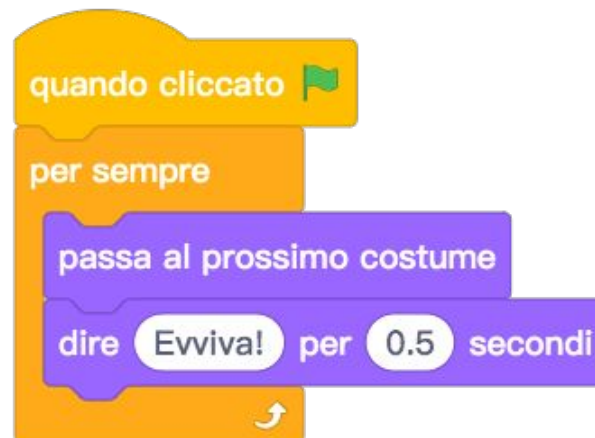 quando cliccato
per sempre
passa al prossimo costume
dire Evviva! per 0.5 secondi